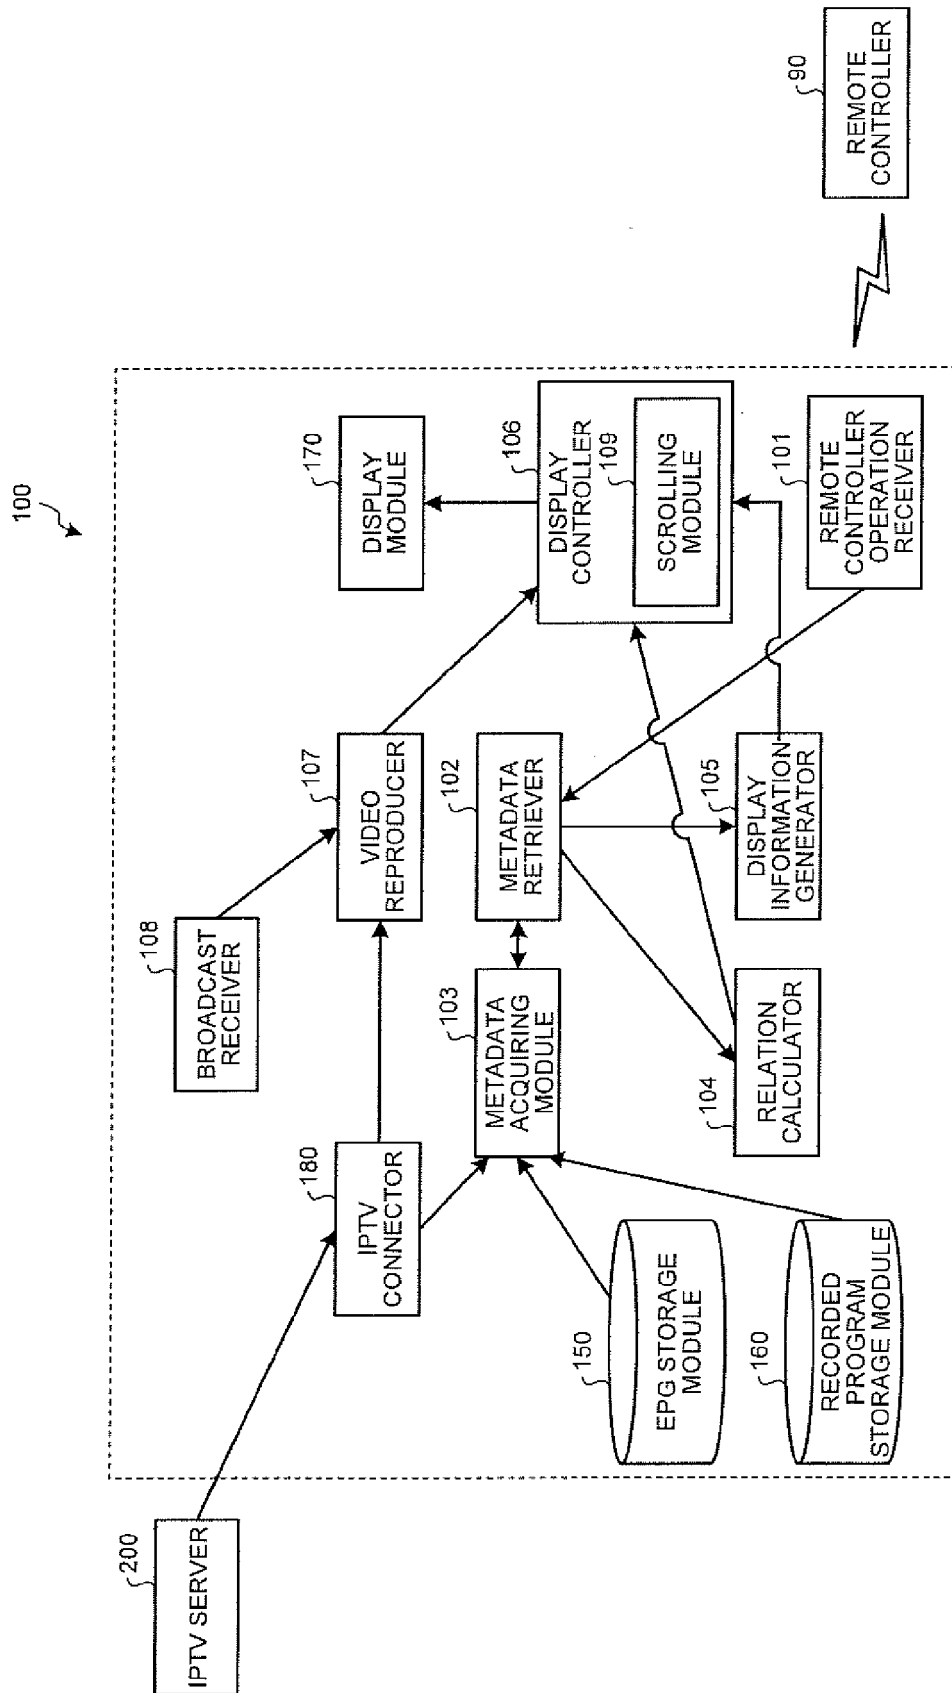 100
200
IPTV SERVER
180
IPTV
CONNECTOR
108
BROADCAST
RECEIVER
107
VIDEO
REPRODUCER
170
DISPLAY
MODULE
103
METADATA
ACQUIRING
MODULE
102
METADATA
RETRIEVER
106
DISPLAY
CONTROLLER
109
SCROLLING
MODULE
150
EPG STORAGE
MODULE
160
RECORDED
PROGRAM
STORAGE MODULE
104
RELATION
CALCULATOR
105
DISPLAY
INFORMATION
GENERATOR
101
REMOTE
CONTROLLER
OPERATION
RECEIVER
90
REMOTE
CONTROLLER